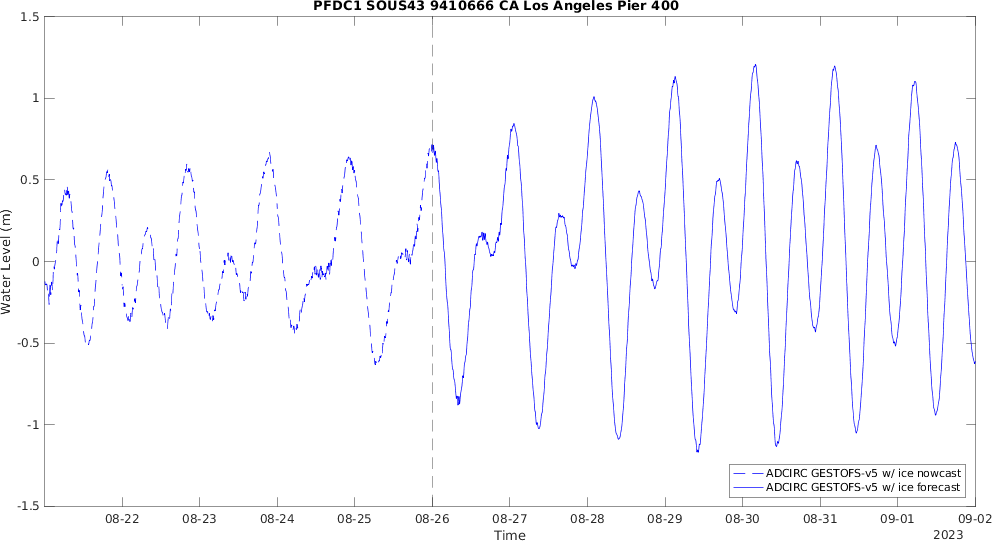 PFDC1 SOUS43 9410666 CA Los Angeles Pier 400
1.5
1
0.5
0
-0.5
-1
-1.5
Water Level (m)
ADCIRC GESTOFS-v5 w/ ice nowcast
ADCIRC GESTOFS-v5 w/ ice forecast
08-22 08-23 08-24 08-25 08-26 08-27 08-28 08-29 08-30 08-31 09-01 09-02
Time
2023